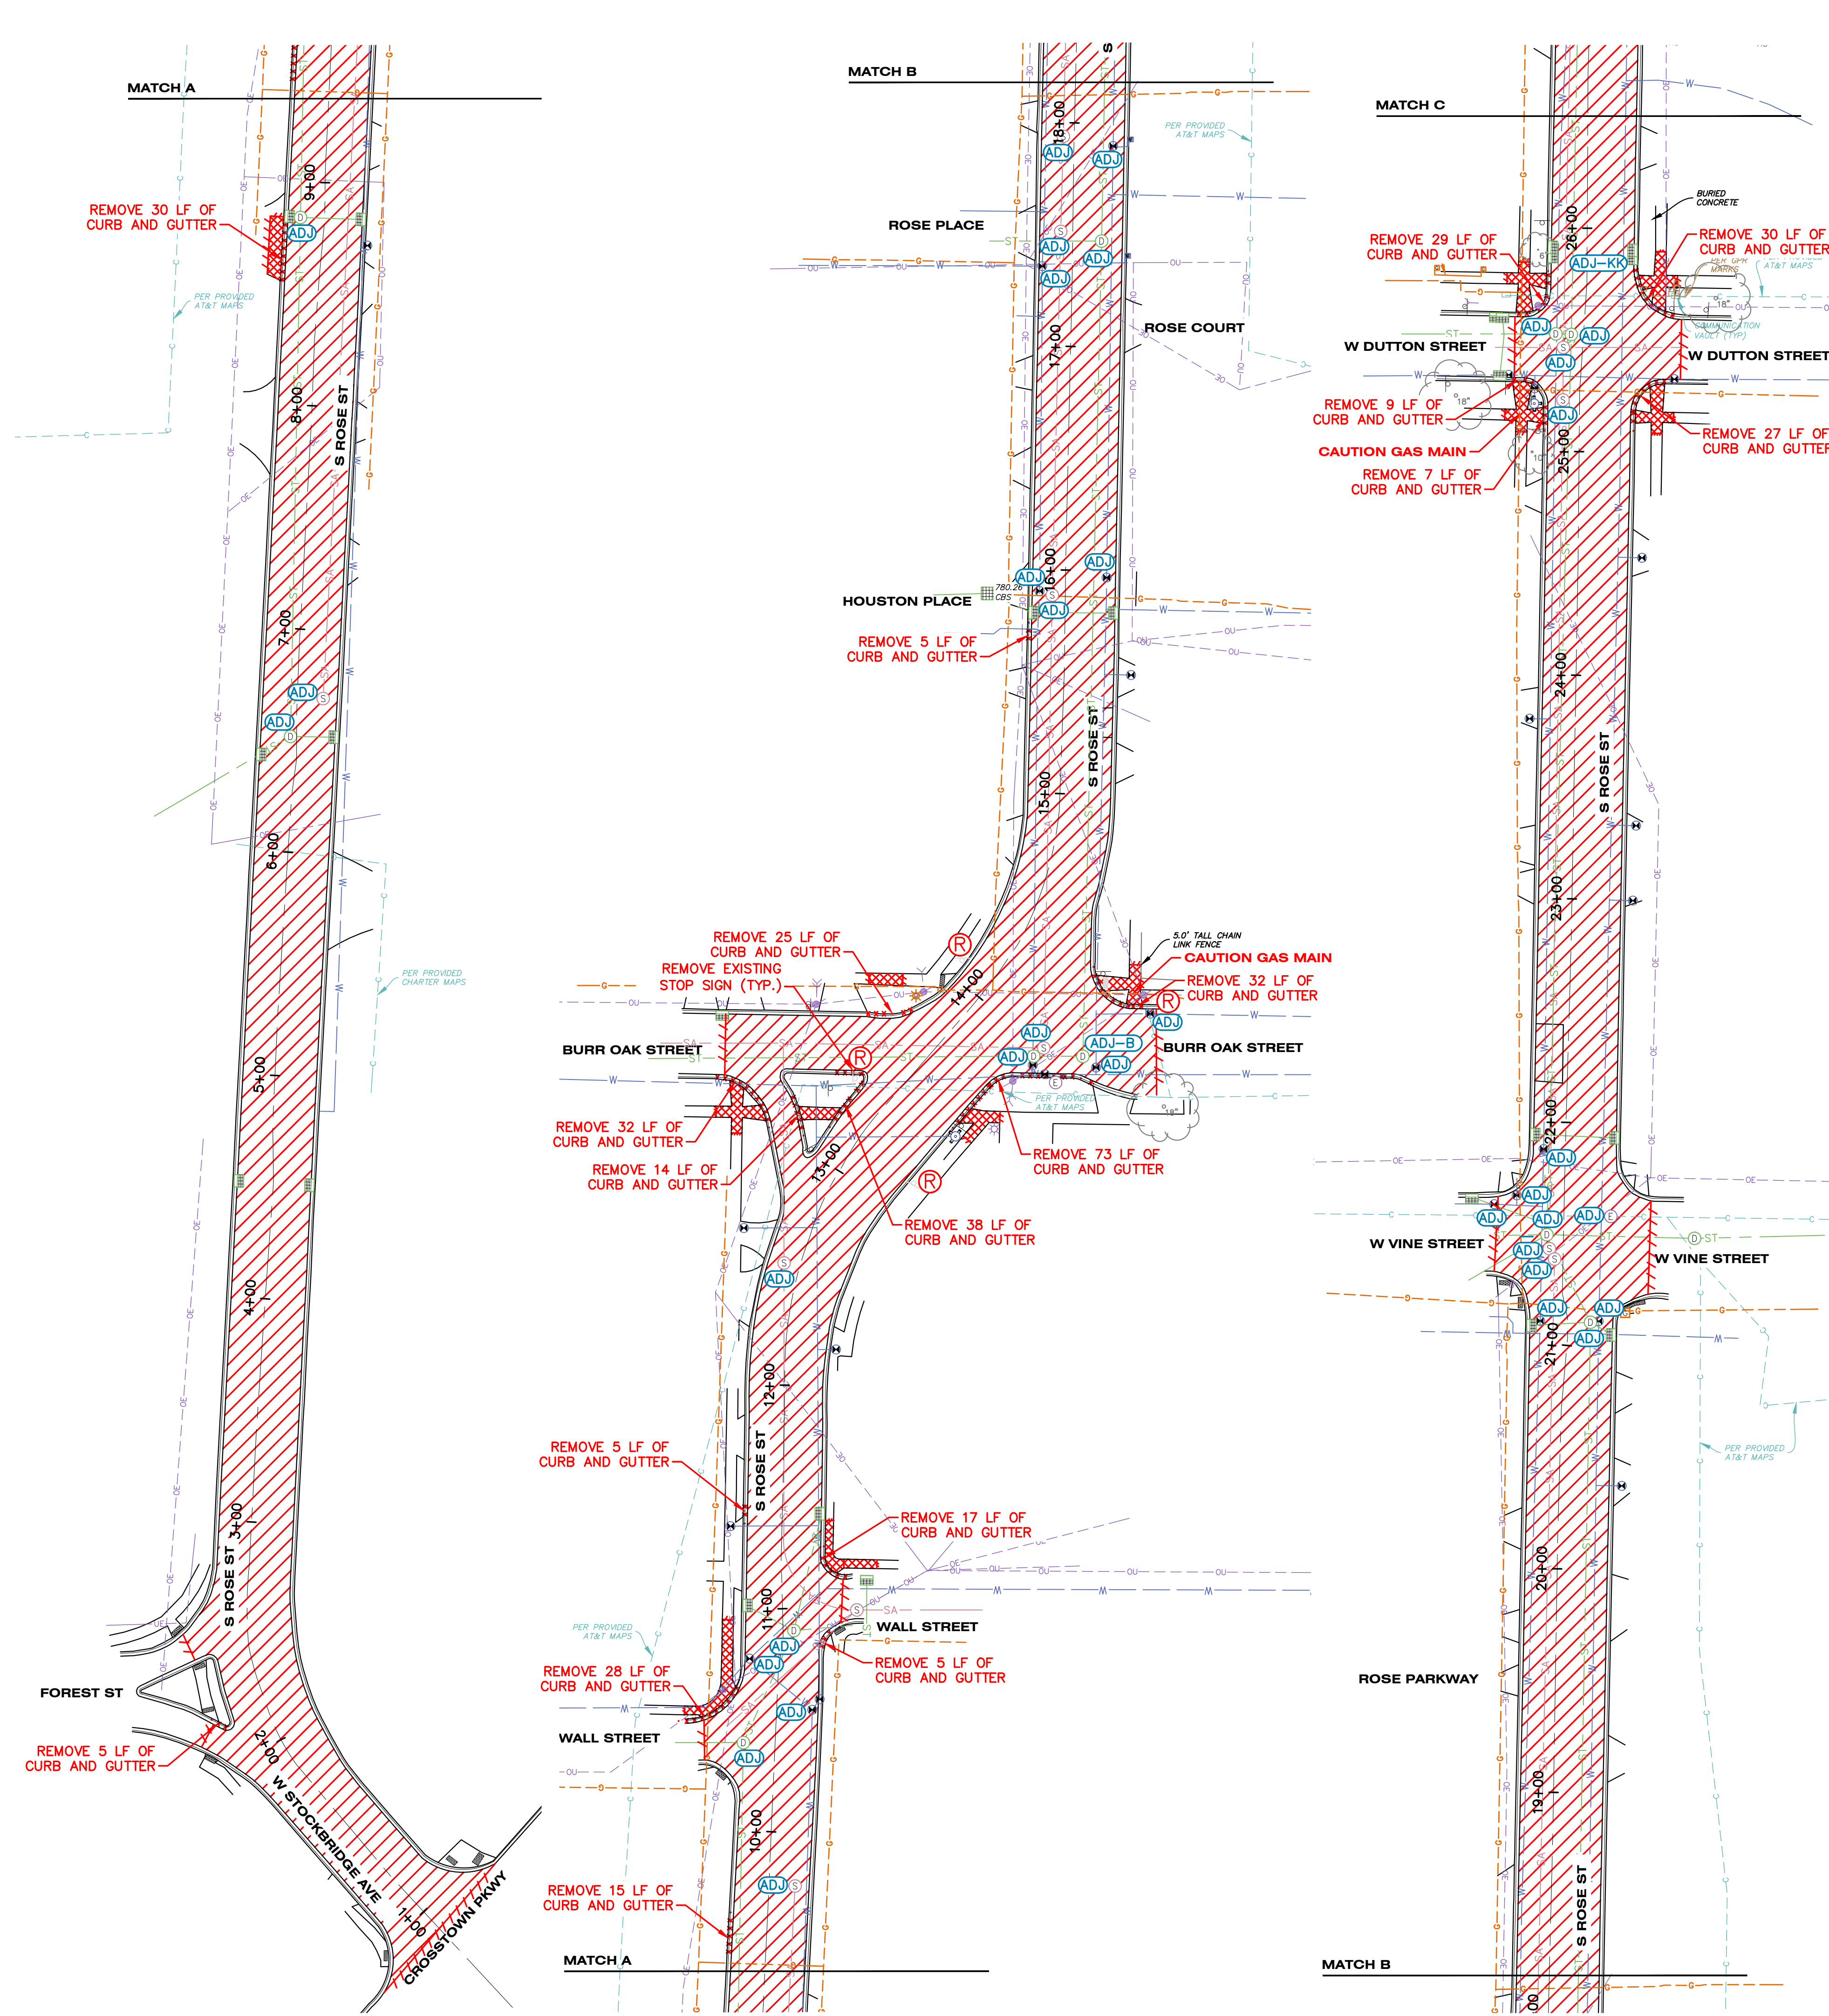 MATCH A
REMOVE 30 LF OF
CURB AND GUTTER
9+00
ADJ
PER PROVIDED
AT&T MAPS
8+00
S ROSE ST
7+00
ADJ
ADJ
6+00
PER PROVIDED
CHARTER MAPS
5+00
4+00
3+00
S ROSE ST
FOREST ST
REMOVE 5 LF OF
CURB AND GUTTER
2+00
W STOCKBRIDGE AVE
1+00
CROSSTOWN PKWY
MATCH B
18+00
ADJ
ADJ
PER PROVIDED
AT&T MAPS
ROSE PLACE
ADJ
ADJ
ADJ
17+00
ROSE COURT
16+00
ADJ
ADJ
780.26
CBS
HOUSTON PLACE
ADJ
REMOVE 5 LF OF
CURB AND GUTTER
S ROSE ST
15+00
REMOVE 25 LF OF
CURB AND GUTTER
R
5.0' TALL CHAIN
LINK FENCE
CAUTION GAS MAIN
REMOVE EXISTING
STOP SIGN (TYP.)
14+00
REMOVE 32 LF OF
CURB AND GUTTER
R
ADJ
ADJ
ADJ-B
BURR OAK STREET
R
ADJ
ADJ
BURR OAK STREET
PER PROVIDED
AT&T MAPS
18"
REMOVE 32 LF OF
CURB AND GUTTER
REMOVE 14 LF OF
CURB AND GUTTER
13+00
REMOVE 73 LF OF
CURB AND GUTTER
R
REMOVE 38 LF OF
CURB AND GUTTER
ADJ
12+00
REMOVE 5 LF OF
CURB AND GUTTER
S ROSE ST
REMOVE 17 LF OF
CURB AND GUTTER
11+00
PER PROVIDED
AT&T MAPS
WALL STREET
ADJ
ADJ
REMOVE 28 LF OF
CURB AND GUTTER
REMOVE 5 LF OF
CURB AND GUTTER
ADJ
WALL STREET
ADJ
10+00
ADJ
REMOVE 15 LF OF
CURB AND GUTTER
MATCH A
MATCH C
BURIED
CONCRETE
26+00
REMOVE 29 LF OF
CURB AND GUTTER
6"
ADJ-KK
REMOVE 30 LF OF
CURB AND GUTTER
PER GPR
MARKS
AT&T MAPS
18"
COMMUNICATION
VAULT (TYP)
ADJ
ADJ
W DUTTON STREET
ADJ
W DUTTON STREET
18"
REMOVE 9 LF OF
CURB AND GUTTER
ADJ
CAUTION GAS MAIN
10"
25+00
REMOVE 27 LF OF
CURB AND GUTTER
REMOVE 7 LF OF
CURB AND GUTTER
24+00
S ROSE ST
23+00
22+00
ADJ
ADJ
ADJ
ADJ
ADJ
W VINE STREET
ADJ
ADJ
W VINE STREET
ADJ
ADJ
ADJ
21+00
PER PROVIDED
AT&T MAPS
20+00
ROSE PARKWAY
19+00
S ROSE ST
MATCH B